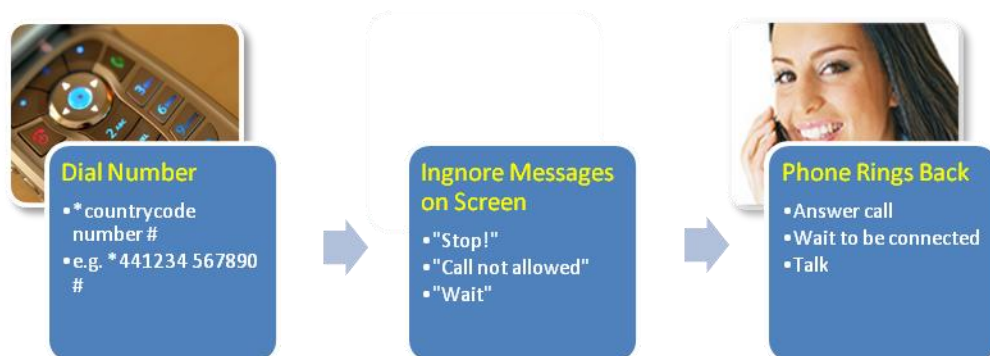 Dial Number
•*countrycode
number #
•e.g. *441234 567890
#
Ingnore Messages
on Screen
•"Stop!"
•"Call not allowed"
•"Wait"
Phone Rings Back
•Answer call
•Wait to be connected
•Talk